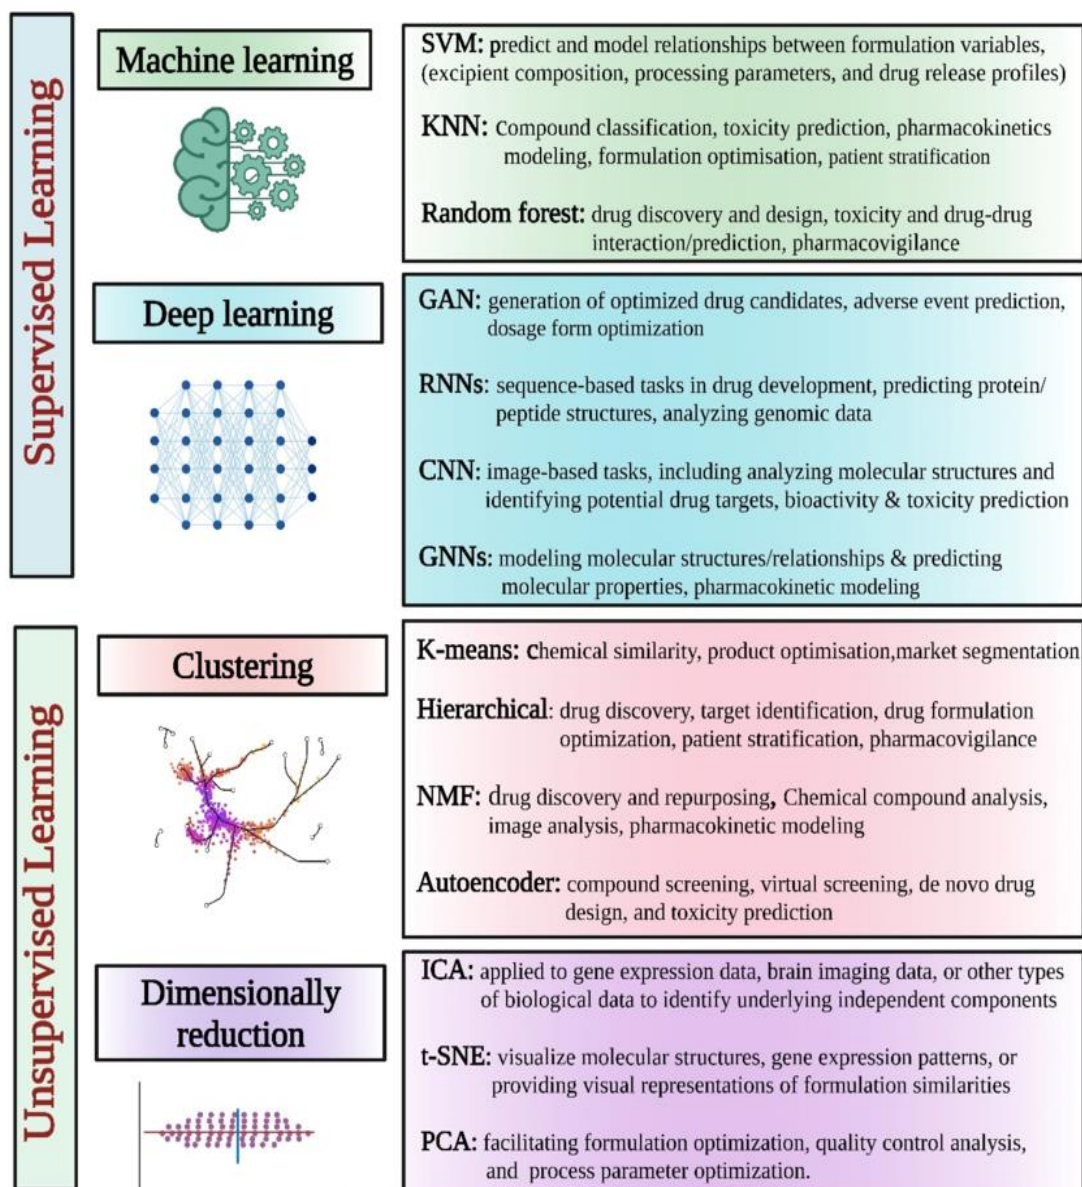 Supervised Learning
Machine learning
SVM: predict and model relationships between formulation variables,
(excipient composition, processing parameters, and drug release profiles)
KNN: Compound classification, toxicity prediction, pharmacokinetics
modeling, formulation optimisation, patient stratification
Random forest: drug discovery and design, toxicity and drug-drug
interaction/prediction, pharmacovigilance
Deep learning
GAN: generation of optimized drug candidates, adverse event prediction,
dosage form optimization
RNNs: sequence-based tasks in drug development, predicting protein/
peptide structures, analyzing genomic data
CNN: image-based tasks, including analyzing molecular structures and
identifying potential drug targets, bioactivity & toxicity prediction
GNNs: modeling molecular structures/relationships & predicting
molecular properties, pharmacokinetic modeling
Unsupervised Learning
Clustering
K-means: chemical similarity, product optimisation,market segmentation
Hierarchical: drug discovery, target identification, drug formulation
optimization, patient stratification, pharmacovigilance
NMF: drug discovery and repurposing, Chemical compound analysis,
image analysis, pharmacokinetic modeling
Autoencoder: compound screening, virtual screening, de novo drug
design, and toxicity prediction
Dimensionally
reduction
ICA: applied to gene expression data, brain imaging data, or other types
of biological data to identify underlying independent components
t-SNE: visualize molecular structures, gene expression patterns, or
providing visual representations of formulation similarities
PCA: facilitating formulation optimization, quality control analysis,
and process parameter optimization.